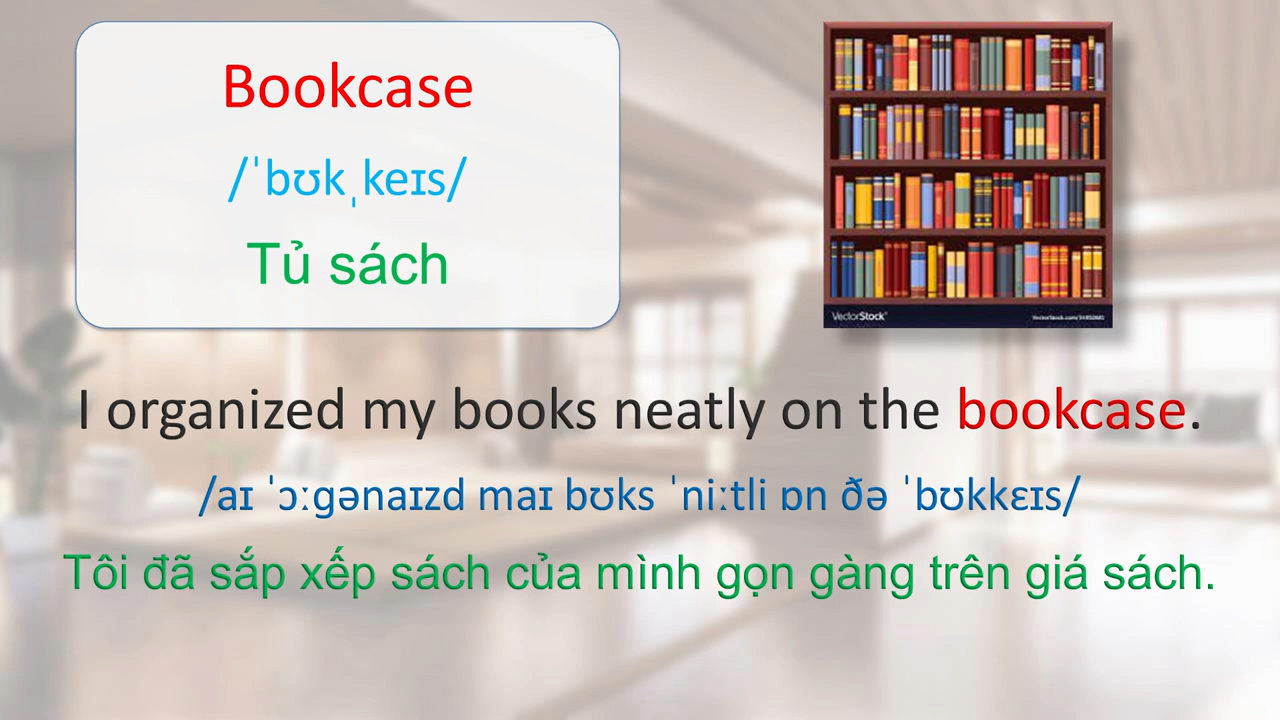 Bookcase
/ˈbʊkˌkeɪs/
Tủ sách
VectorStock®
I organized my books neatly on the bookcase.
/aɪ ˈɔːgənaɪzd maɪ bʊks ˈniːtli ɒn ðə ˈbʊkkɛɪs/
Tôi đã sắp xếp sách của mình gọn gàng trên giá sách.